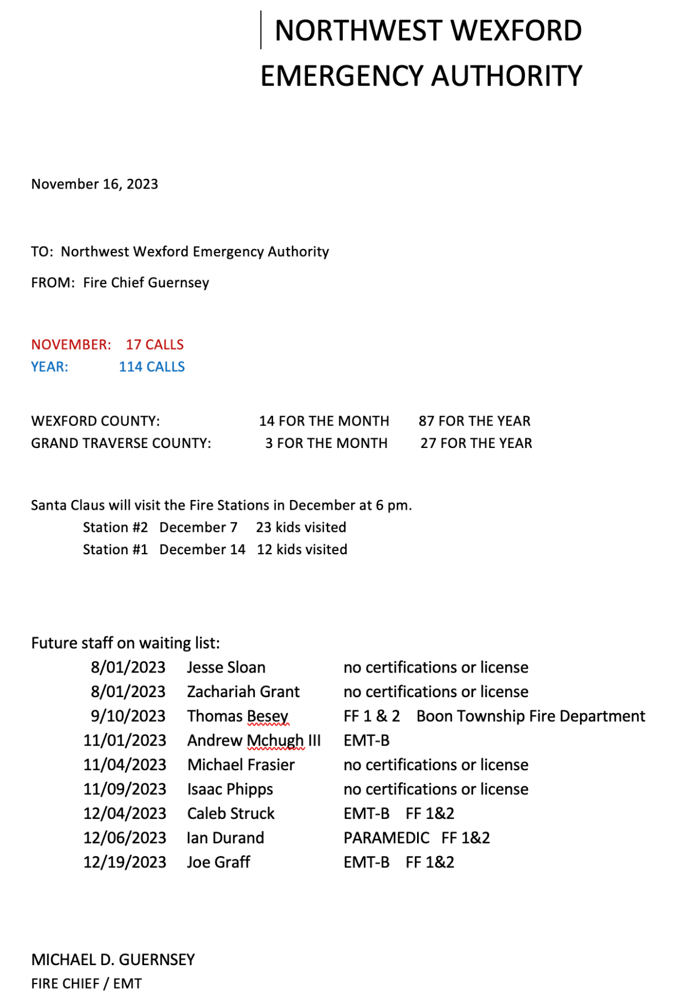 NORTHWEST WEXFORD
EMERGENCY AUTHORITY
November 16, 2023
TO: Northwest Wexford Emergency Authority
FROM: Fire Chief Guernsey
NOVEMBER: 17 CALLS
YEAR: 114 CALLS
WEXFORD COUNTY: 14 FOR THE MONTH 87 FOR THE YEAR
GRAND TRAVERSE COUNTY: 3 FOR THE MONTH 27 FOR THE YEAR
Santa Claus will visit the Fire Stations in December at 6 pm.
Station #2 December 7 23 kids visited
Station #1 December 14 12 kids visited
Future staff on waiting list:
8/01/2023 Jesse Sloan no certifications or license
8/01/2023 Zachariah Grant no certifications or license
9/10/2023 Thomas Besey FF 1 & 2 Boon Township Fire Department
11/01/2023 Andrew Mchugh III EMT-B
11/04/2023 Michael Frasier no certifications or license
11/09/2023 Isaac Phipps no certifications or license
12/04/2023 Caleb Struck EMT-B FF 1&2
12/06/2023 Ian Durand PARAMEDIC FF 1&2
12/19/2023 Joe Graff EMT-B FF 1&2
MICHAEL D. GUERNSEY
FIRE CHIEF / EMT